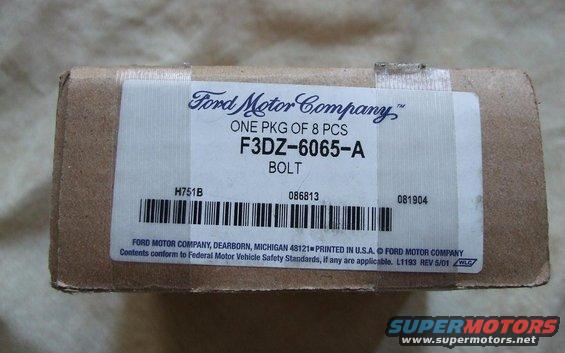 Ford Motor Company™
ONE PKG OF 8 PCS
F3DZ-6065-A
BOLT
H751B 086813 081904
FORD MOTOR COMPANY, DEARBORN, MICHIGAN 48121■PRINTED IN U.S.A. © FORD MOTOR COMPANY
Contents conform to Federal Motor Vehicle Safety Standards, if any are applicable. L1193 REV 5/01 WLC
SUPERMOTORS
www.supermotors.net